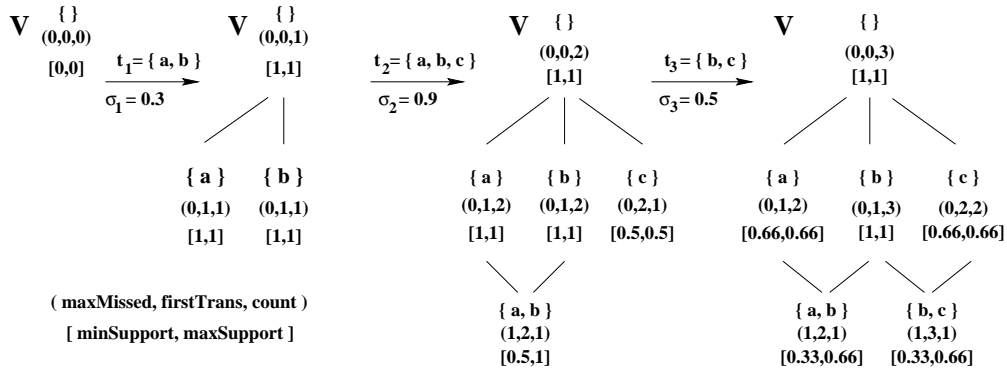 V { }
(0,0,0)
[0,0]
t1 = { a, b }
σ1 = 0.3
V { }
(0,0,1)
[1,1]
{ a } { b }
(0,1,1) (0,1,1)
[1,1] [1,1]
t2 = { a, b, c }
σ2 = 0.9
V { }
(0,0,2)
[1,1]
{ a } { b } { c }
(0,1,2) (0,1,2) (0,2,1)
[1,1] [1,1] [0.5,0.5]
{ a, b }
(1,2,1)
[0.5,1]
t3 = { b, c }
σ3 = 0.5
V { }
(0,0,3)
[1,1]
{ a } { b } { c }
(0,1,2) (0,1,3) (0,2,2)
[0.66,0.66] [1,1] [0.66,0.66]
{ a, b } { b, c }
(1,2,1) (1,3,1)
[0.33,0.66] [0.33,0.66]
( maxMissed, firstTrans, count )
[ minSupport, maxSupport ]